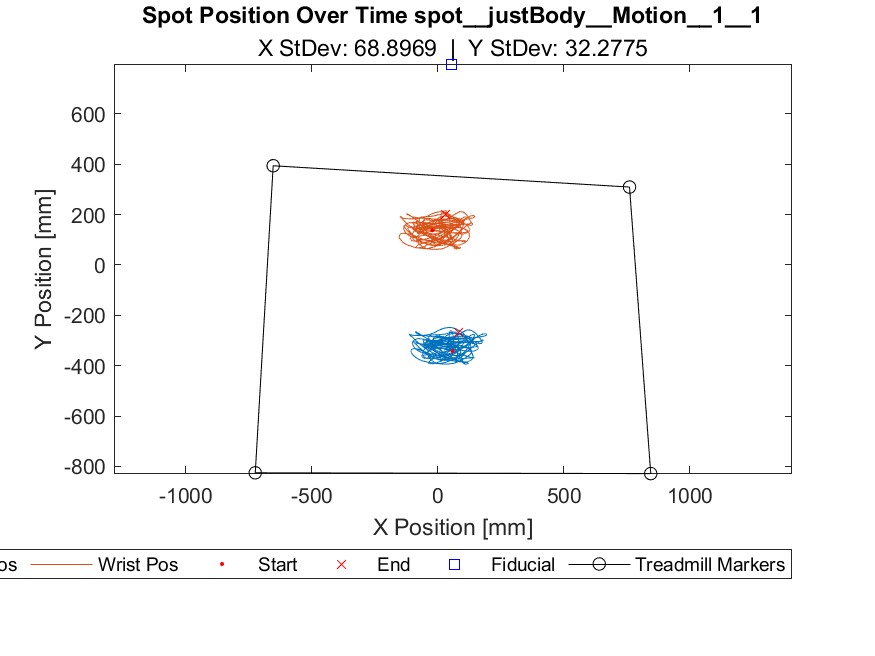 Spot Position Over Time spot__justBody__Motion__1__1
X StDev: 68.8969 | Y StDev: 32.2775
600
400
200
0
-200
-400
-600
-800
Y Position [mm]
-1000 -500 0 500 1000
X Position [mm]
os Wrist Pos Start End Fiducial Treadmill Markers